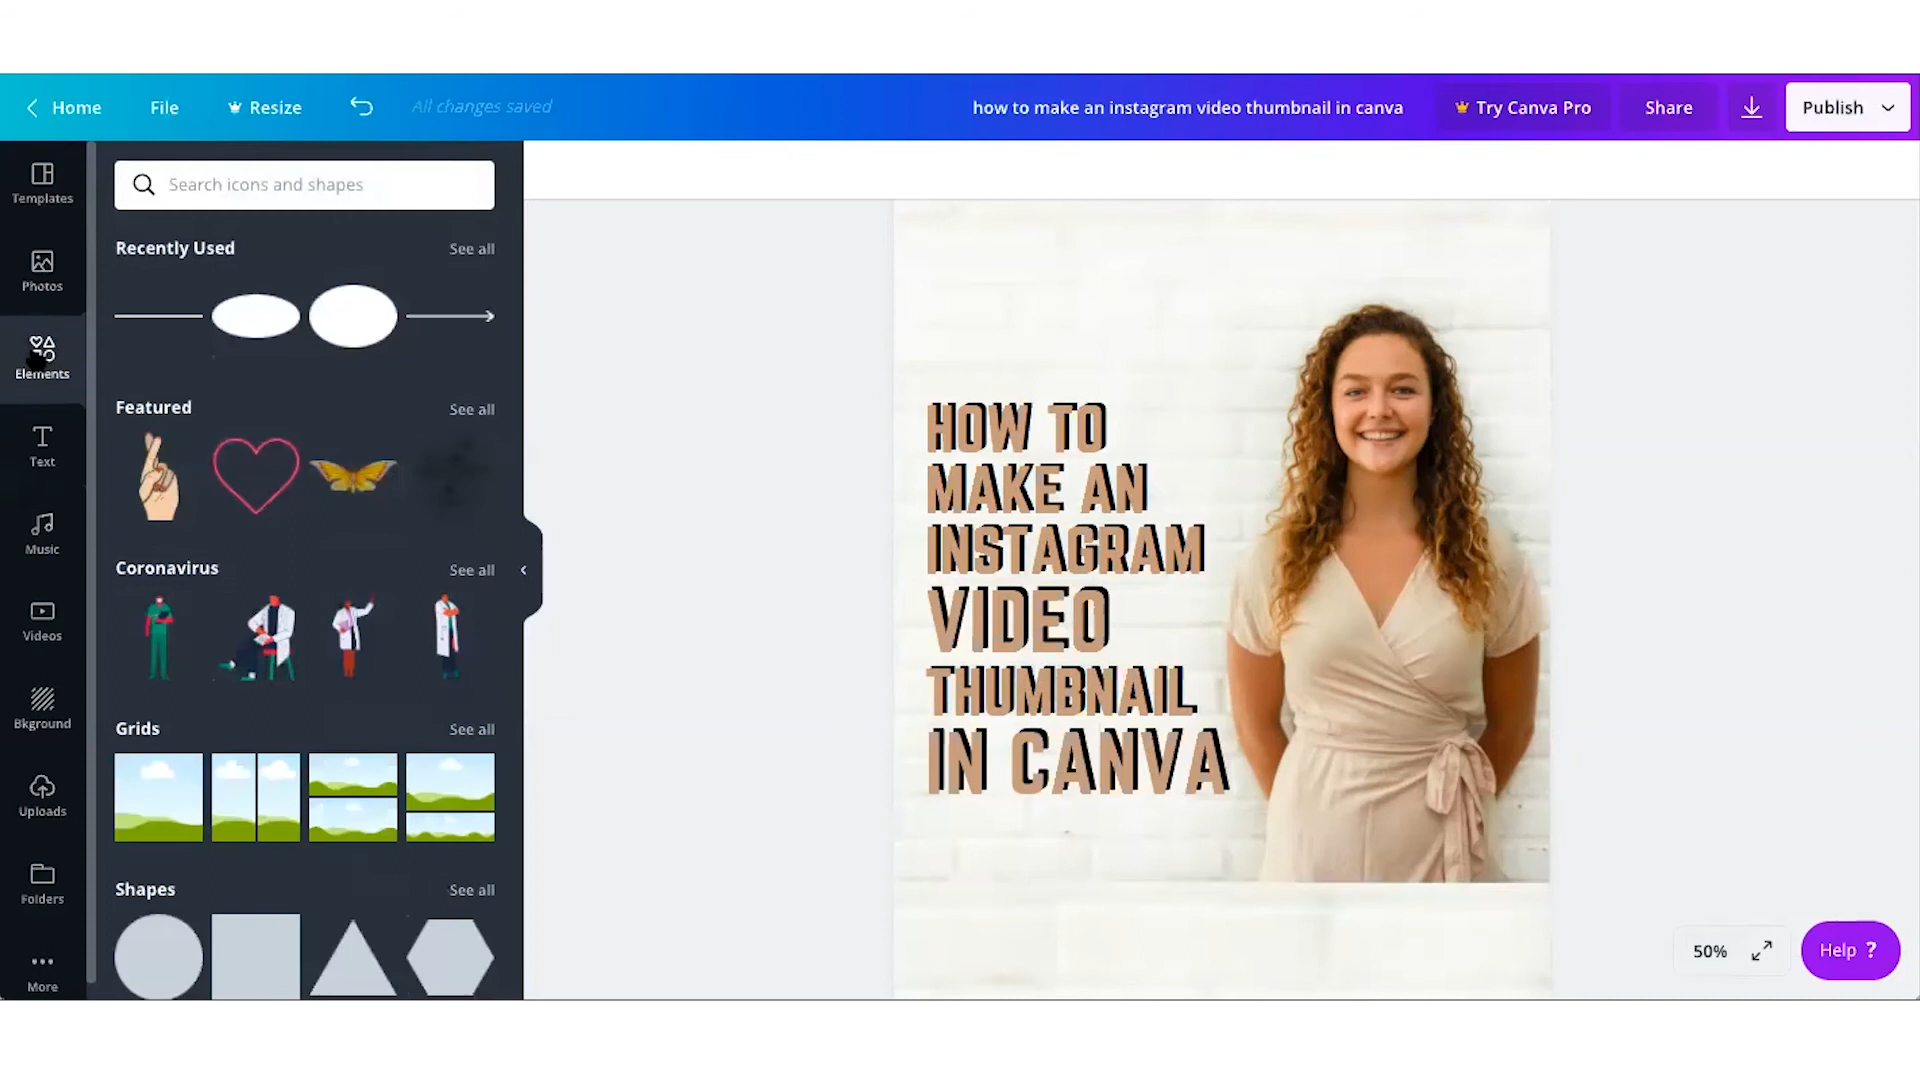 Home
File
Resize
All changes saved
how to make an instagram video thumbnail in canva
Try Canva Pro
Share
Publish
Templates
Photos
Elements
Text
Music
Videos
Bkground
Uploads
Folders
More
Search icons and shapes
Recently Used
See all
Featured
See all
Coronavirus
See all
Grids
See all
Shapes
See all
HOW TO
MAKE AN
INSTAGRAM
VIDEO
THUMBNAIL
IN CANVA
50%
Help ?